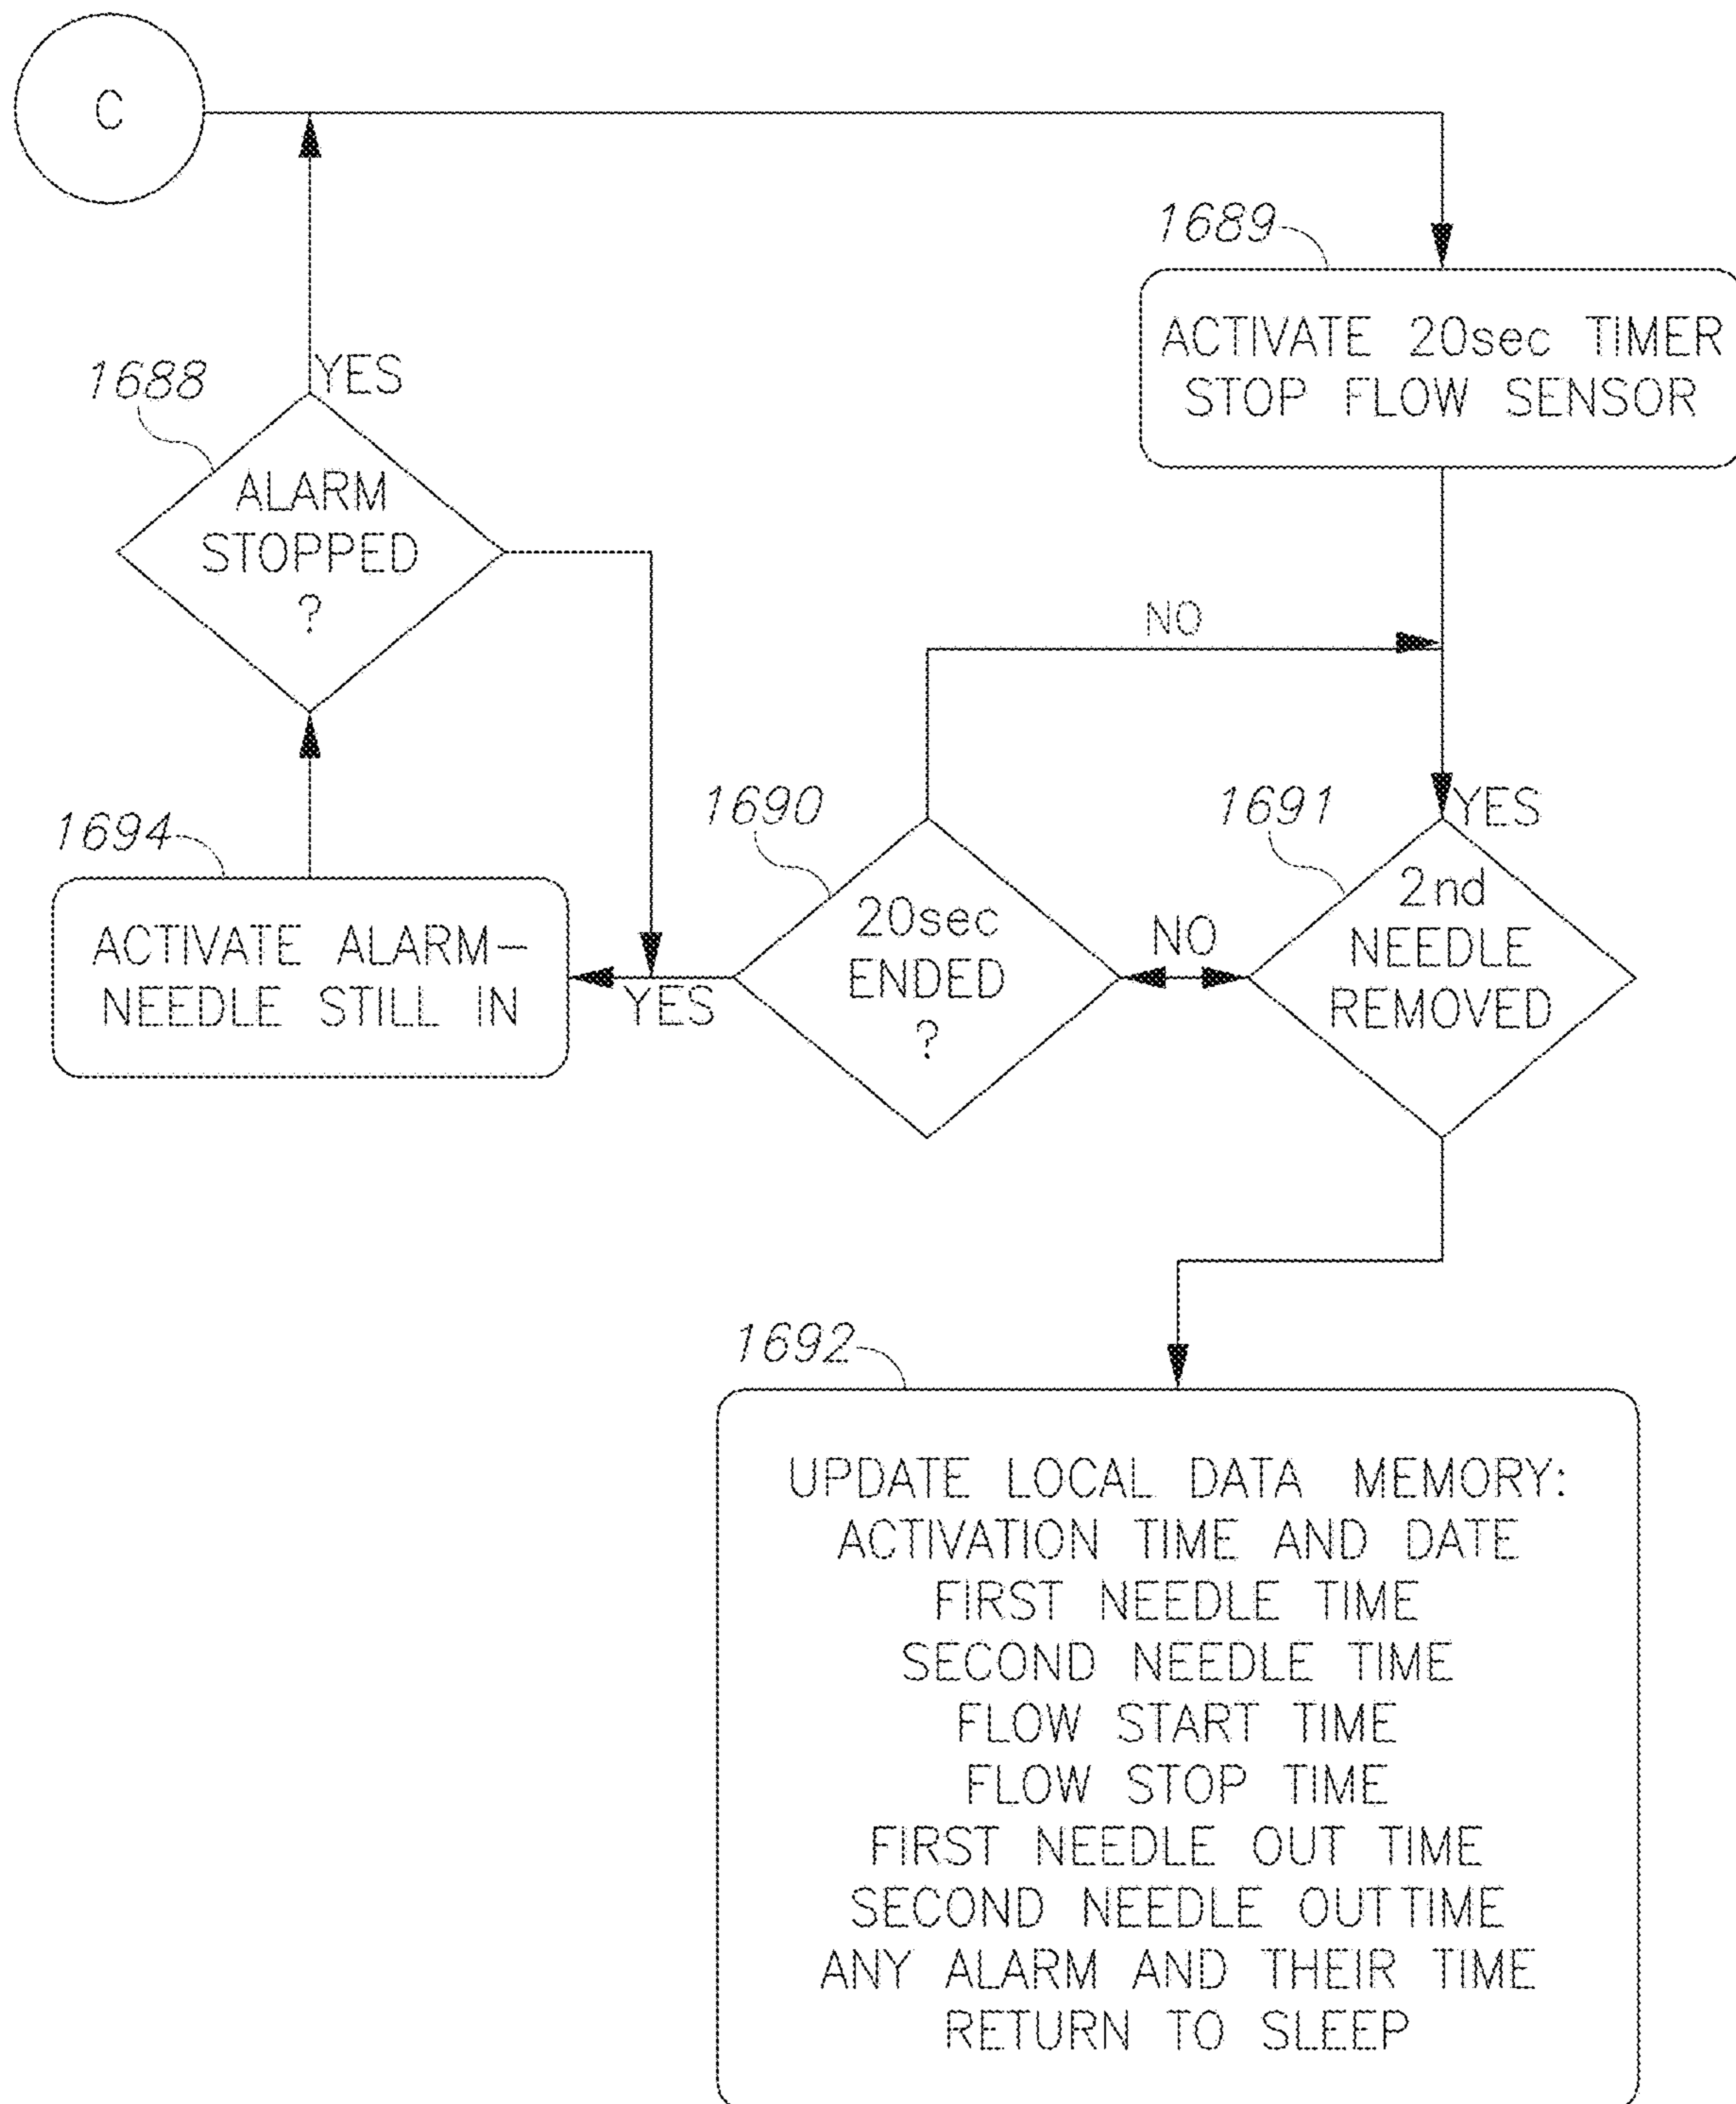 C
1689
ACTIVATE 20sec TIMER
STOP FLOW SENSOR
1688
YES
ALARM
STOPPED
?
NO
1694
ACTIVATE ALARM–
NEEDLE STILL IN
YES
1690
20sec
ENDED
?
NO
1691
YES
2nd
NEEDLE
REMOVED
1692
UPDATE LOCAL DATA MEMORY:
ACTIVATION TIME AND DATE
FIRST NEEDLE TIME
SECOND NEEDLE TIME
FLOW START TIME
FLOW STOP TIME
FIRST NEEDLE OUT TIME
SECOND NEEDLE OUTTIME
ANY ALARM AND THEIR TIME
RETURN TO SLEEP